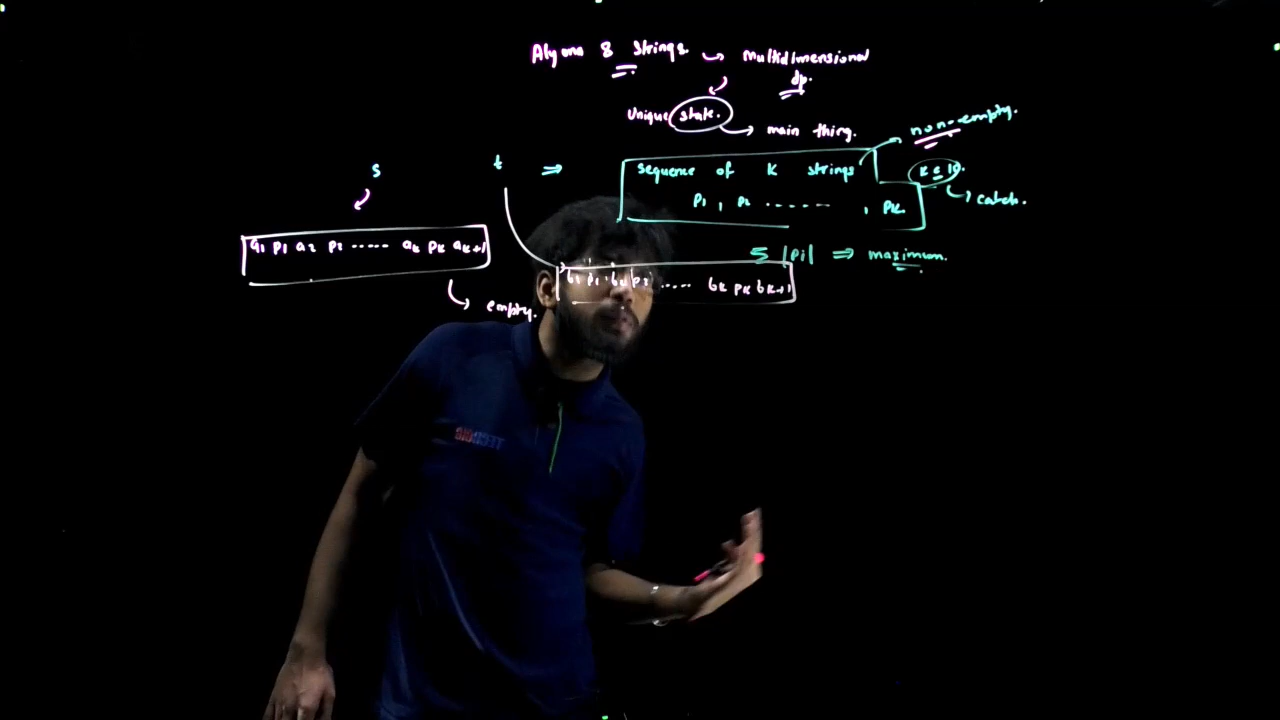 Alyona & Strings → multidimensional
dp.
Unique state. → main thing.
non-empty.
s
t ⇒ sequence of K strings
K ≤ 10. → catch.
p1, p2 ......, pK.
a1 p1 a2 p2 ..... ak pk ak+1
Σ |pi| ⇒ maximum.
b1 p1 b2 p2 ..... bk pk bk+1
empty.